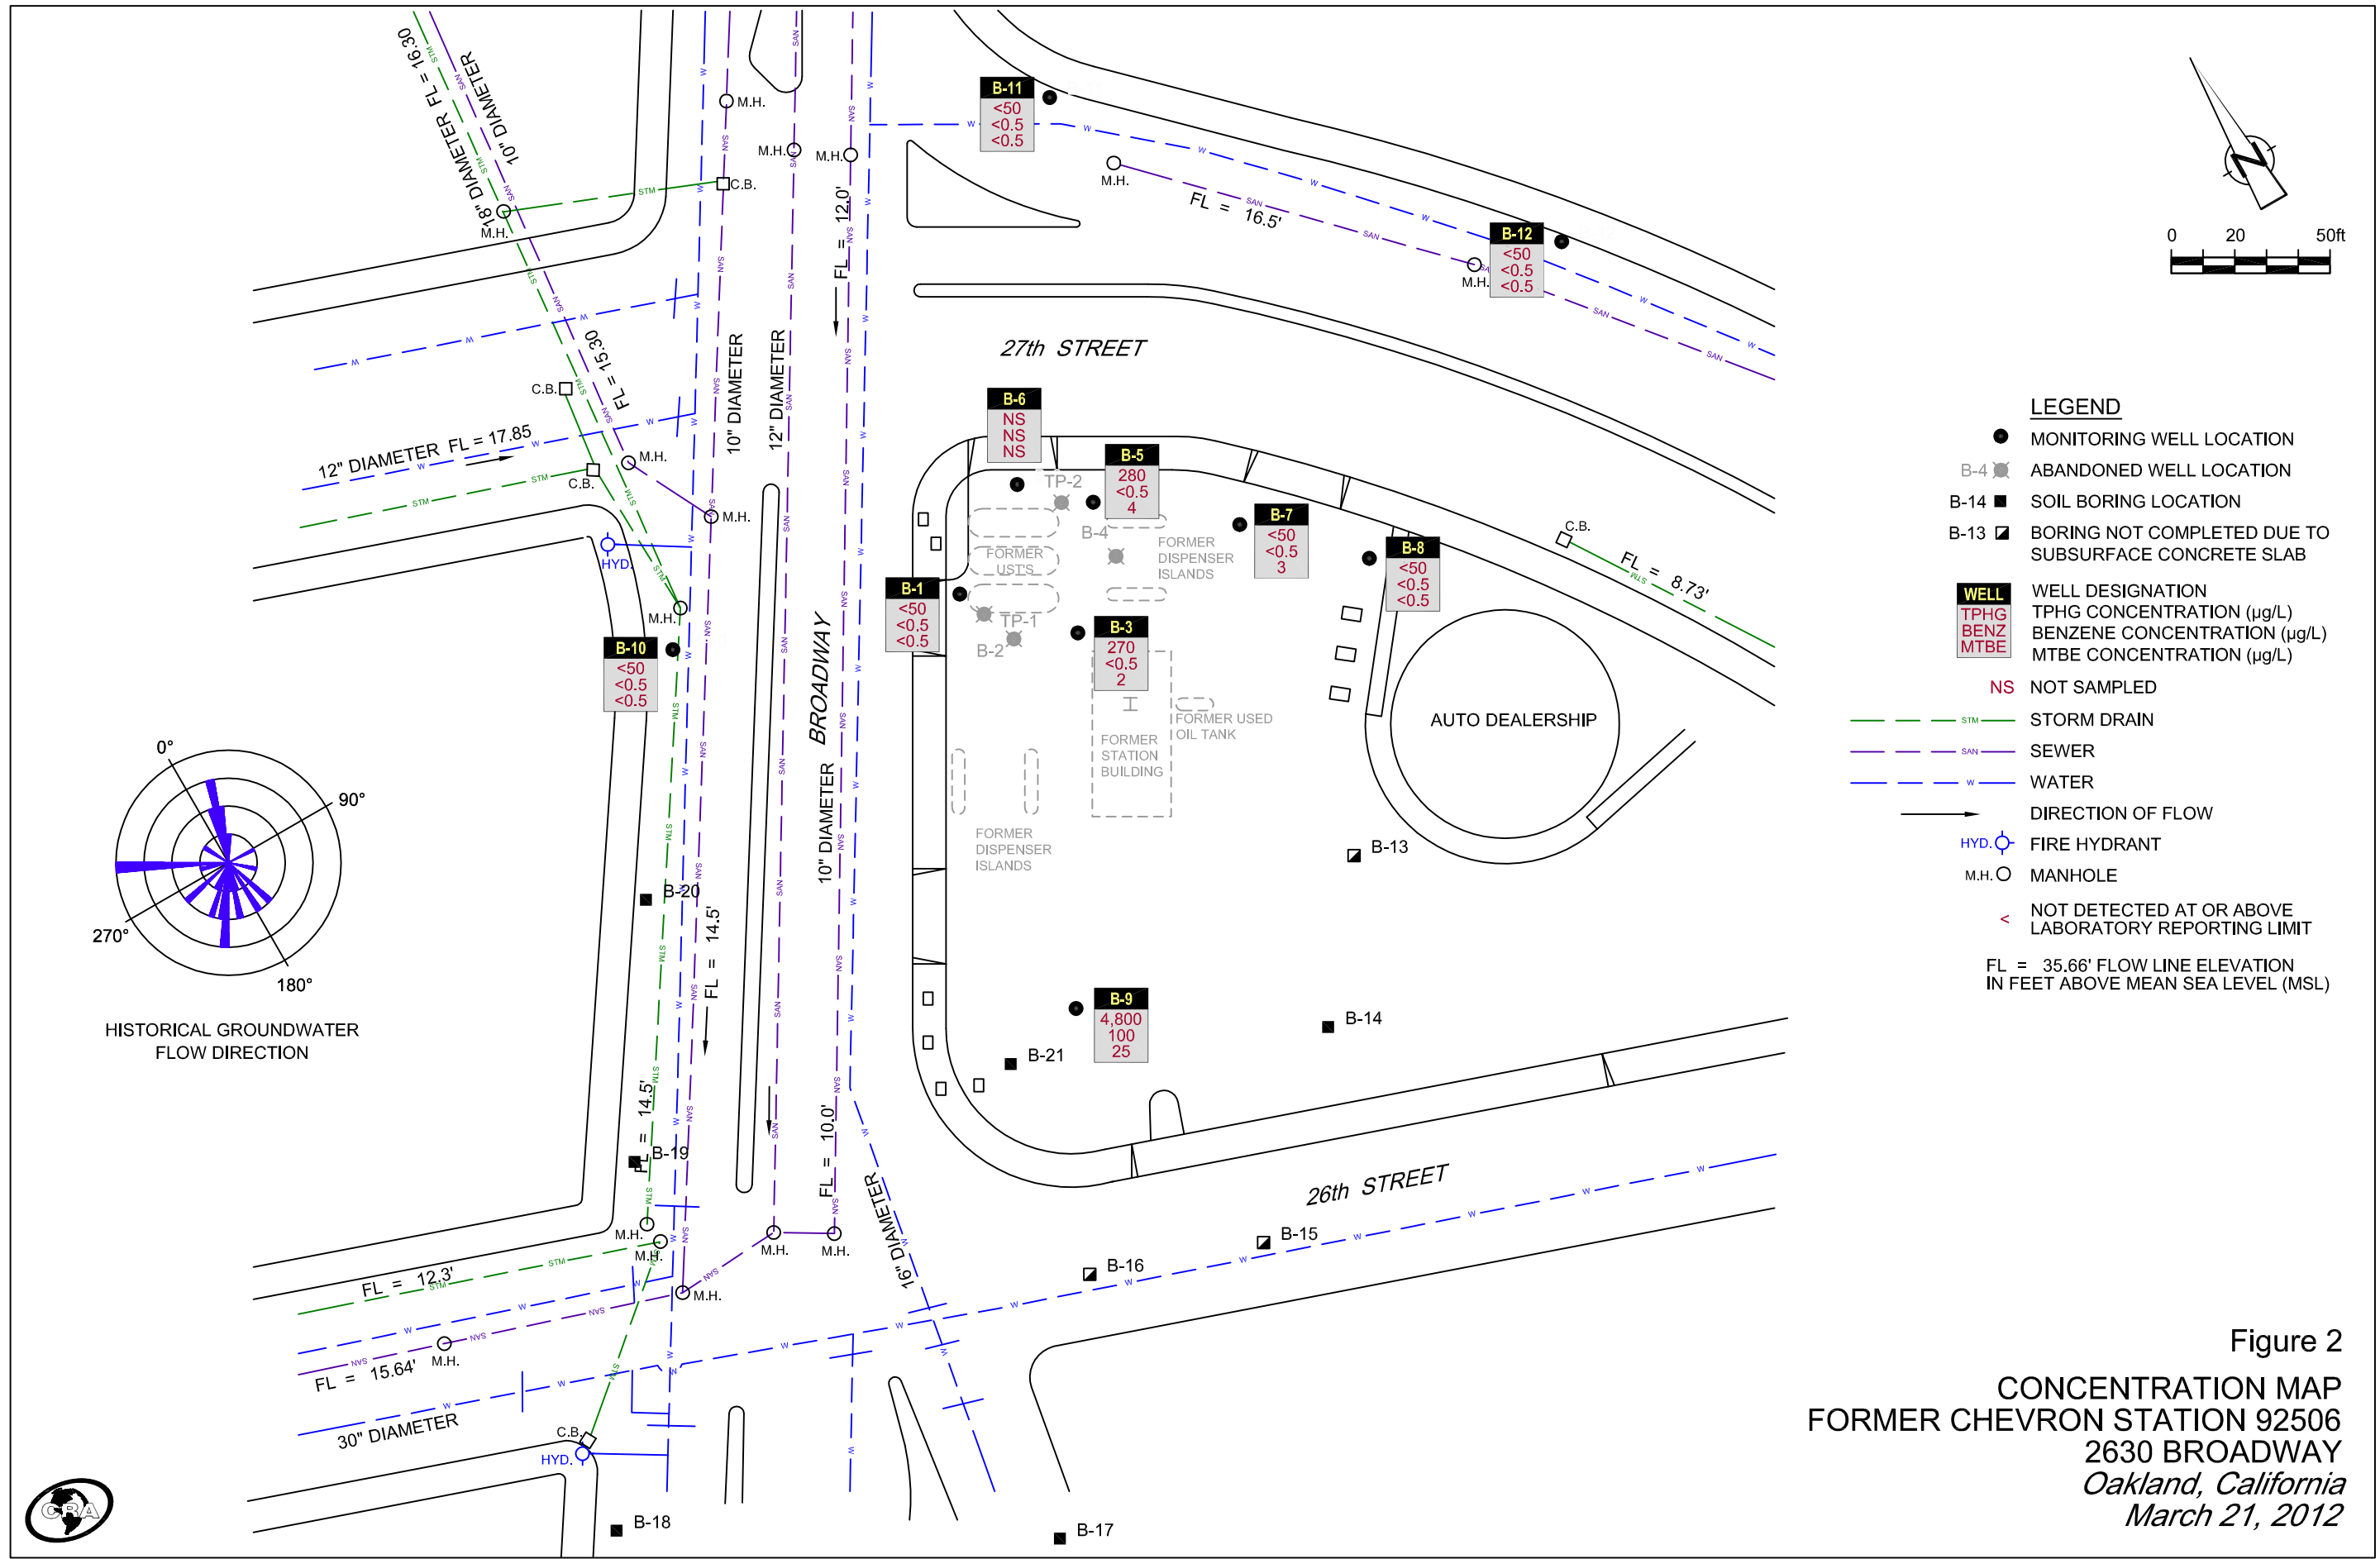 18" DIAMETER FL = 16.30
10" DIAMETER
10" DIAMETER
M.H.
M.H.
M.H.
C.B.
M.H.
FL = 12.0'
B-11
<50
<0.5
<0.5
M.H.
FL = 16.5'
B-12
<50
<0.5
<0.5
M.H.
N
0 20 50ft
27th STREET
FL = 15.30
C.B.
12" DIAMETER FL = 17.85
C.B.
M.H.
M.H.
10" DIAMETER
12" DIAMETER
HYD.
M.H.
B-10
<50
<0.5
<0.5
B-6
NS
NS
NS
TP-2
B-5
280
<0.5
4
B-4
FORMER
UST'S
FORMER
DISPENSER
ISLANDS
B-7
<50
<0.5
3
B-8
<50
<0.5
<0.5
C.B.
FL = 8.73'
B-1
<50
<0.5
<0.5
TP-1
B-2
B-3
270
<0.5
2
FORMER USED
OIL TANK
FORMER
STATION
BUILDING
AUTO DEALERSHIP
BROADWAY
10" DIAMETER
FORMER
DISPENSER
ISLANDS
B-13
B-20
FL = 14.5'
FL = 14.5'
B-19
FL = 10.0'
B-9
4,800
100
25
B-21
B-14
26th STREET
16" DIAMETER
B-15
B-16
M.H.
M.H.
M.H.
M.H.
M.H.
FL = 12.3'
M.H.
FL = 15.64'
30" DIAMETER
C.B.
HYD.
B-18
B-17
0°
90°
180°
270°
HISTORICAL GROUNDWATER
FLOW DIRECTION
LEGEND
MONITORING WELL LOCATION
B-4 ABANDONED WELL LOCATION
B-14 SOIL BORING LOCATION
B-13 BORING NOT COMPLETED DUE TO
SUBSURFACE CONCRETE SLAB
WELL WELL DESIGNATION
TPHG TPHG CONCENTRATION (µg/L)
BENZ BENZENE CONCENTRATION (µg/L)
MTBE MTBE CONCENTRATION (µg/L)
NS NOT SAMPLED
STM STORM DRAIN
SAN SEWER
W WATER
DIRECTION OF FLOW
HYD. FIRE HYDRANT
M.H. MANHOLE
< NOT DETECTED AT OR ABOVE
LABORATORY REPORTING LIMIT
FL = 35.66' FLOW LINE ELEVATION
IN FEET ABOVE MEAN SEA LEVEL (MSL)
Figure 2
CONCENTRATION MAP
FORMER CHEVRON STATION 92506
2630 BROADWAY
Oakland, California
March 21, 2012
CRA